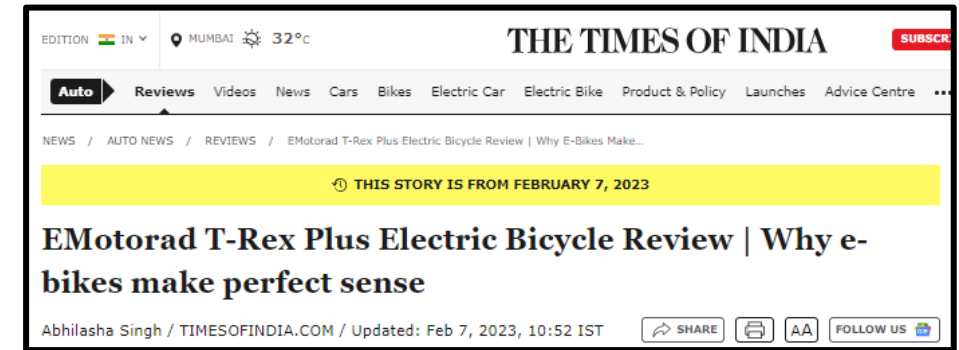 EDITION IN MUMBAI 32°C THE TIMES OF INDIA SUBSCR
Auto Reviews Videos News Cars Bikes Electric Car Electric Bike Product & Policy Launches Advice Centre ...
NEWS / AUTO NEWS / REVIEWS / EMotorad T-Rex Plus Electric Bicycle Review | Why E-Bikes Make...
THIS STORY IS FROM FEBRUARY 7, 2023
EMotorad T-Rex Plus Electric Bicycle Review | Why e-
bikes make perfect sense
Abhilasha Singh / TIMESOFINDIA.COM / Updated: Feb 7, 2023, 10:52 IST SHARE AA FOLLOW US